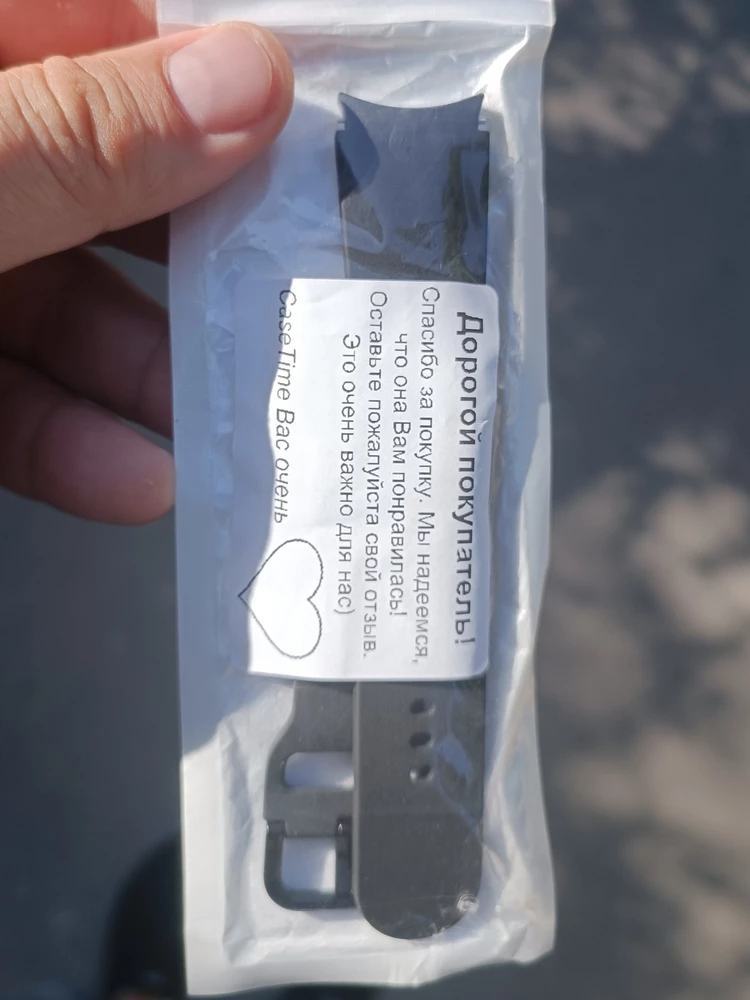 Дорогой покупатель!
Спасибо за покупку. Мы надеемся,
что она Вам понравилась!
Оставьте пожалуйста свой отзыв.
Это очень важно для нас)
CaseTime Вас очень